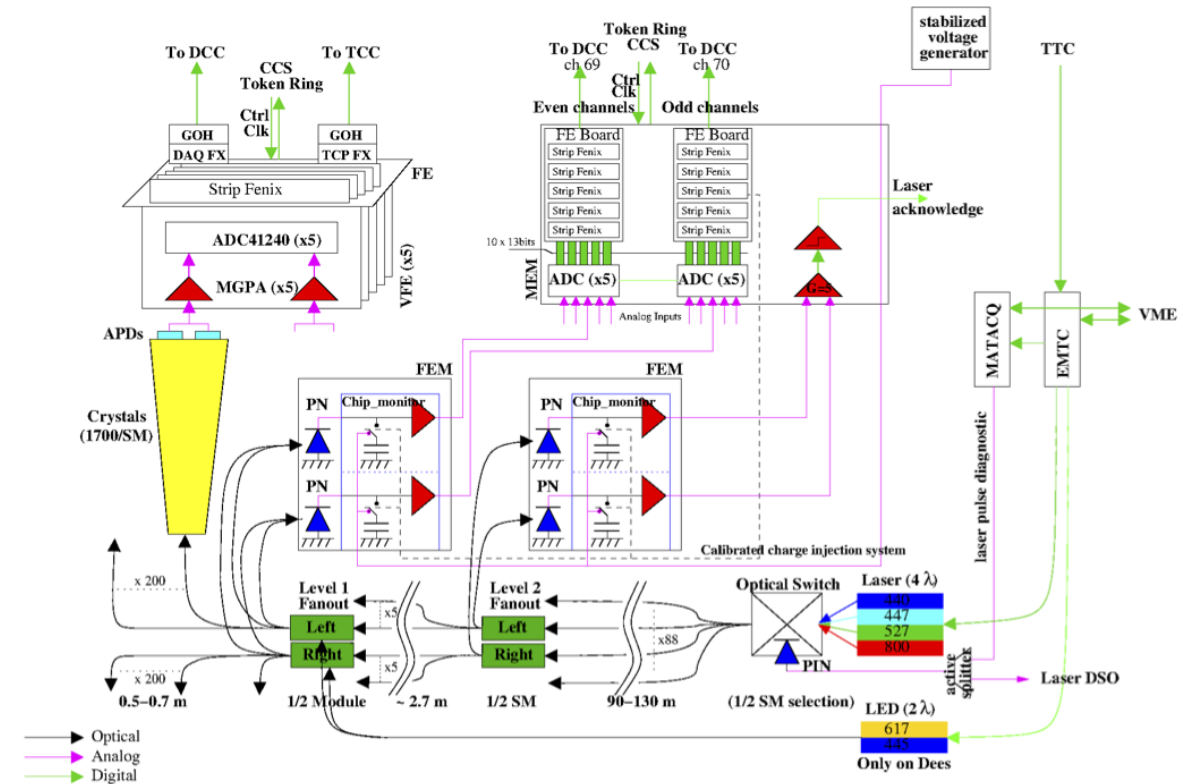 stabilized
voltage
generator
To DCC
To TCC
CCS
Token Ring
Ctrl
Clk
GOH
DAQ FX
GOH
TCP FX
FE
Strip Fenix
ADC41240 (x5)
MGPA (x5)
VFE (x5)
APDs
Crystals
(1700/SM)
Token Ring
CCS
To DCC
ch 69
To DCC
ch 70
Ctrl
Clk
Even channels
Odd channels
FE Board
Strip Fenix
Strip Fenix
Strip Fenix
Strip Fenix
Strip Fenix
FE Board
Strip Fenix
Strip Fenix
Strip Fenix
Strip Fenix
Strip Fenix
10 x 13bits
MEM
ADC (x5)
ADC (x5)
G=5
Analog Inputs
Laser
acknowledge
TTC
VME
MATACQ
EMTC
laser pulse diagnostic
FEM
PN
Chip_monitor
PN
FEM
PN
Chip_monitor
PN
Calibrated charge injection system
x 200
x 200
0.5–0.7 m
Level 1
Fanout
Left
Right
1/2 Module
x5
x5
~ 2.7 m
Level 2
Fanout
Left
Right
1/2 SM
x88
90–130 m
Optical Switch
PIN
(1/2 SM selection)
Laser (4 λ)
440
447
527
800
active
splitter
Laser DSO
LED (2 λ)
617
445
Only on Dees
Optical
Analog
Digital